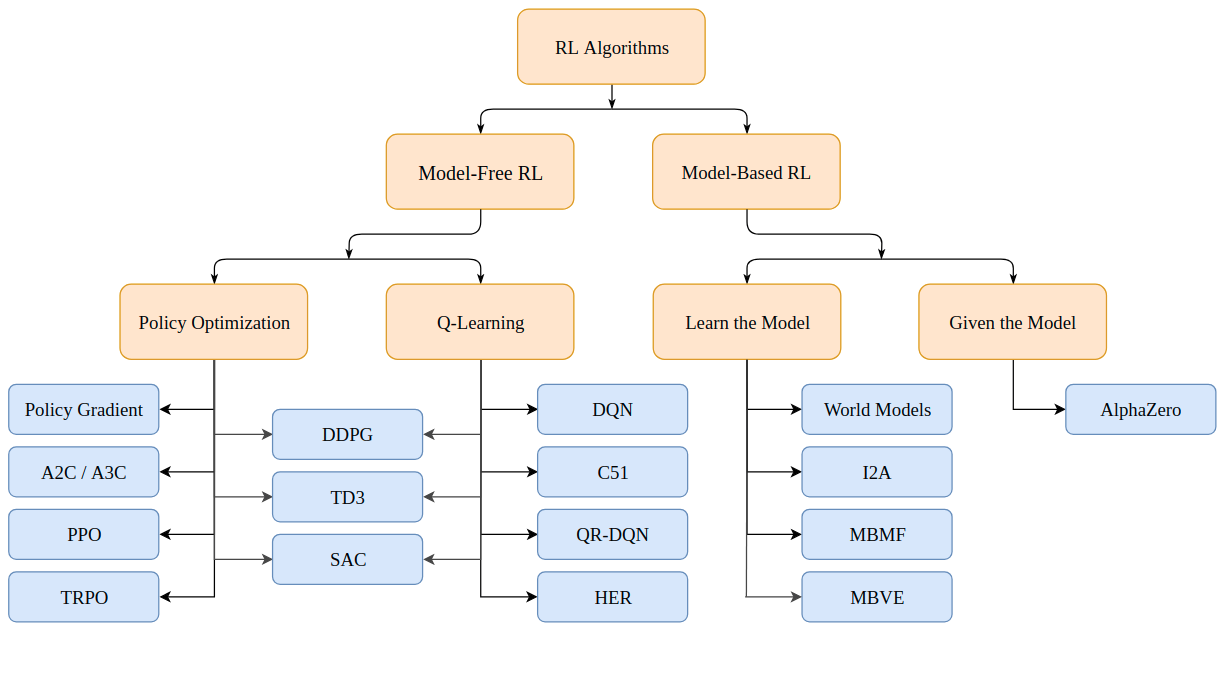 RL Algorithms
Model-Free RL
Model-Based RL
Policy Optimization
Q-Learning
Learn the Model
Given the Model
Policy Gradient
A2C / A3C
PPO
TRPO
DDPG
TD3
SAC
DQN
C51
QR-DQN
HER
World Models
I2A
MBMF
MBVE
AlphaZero